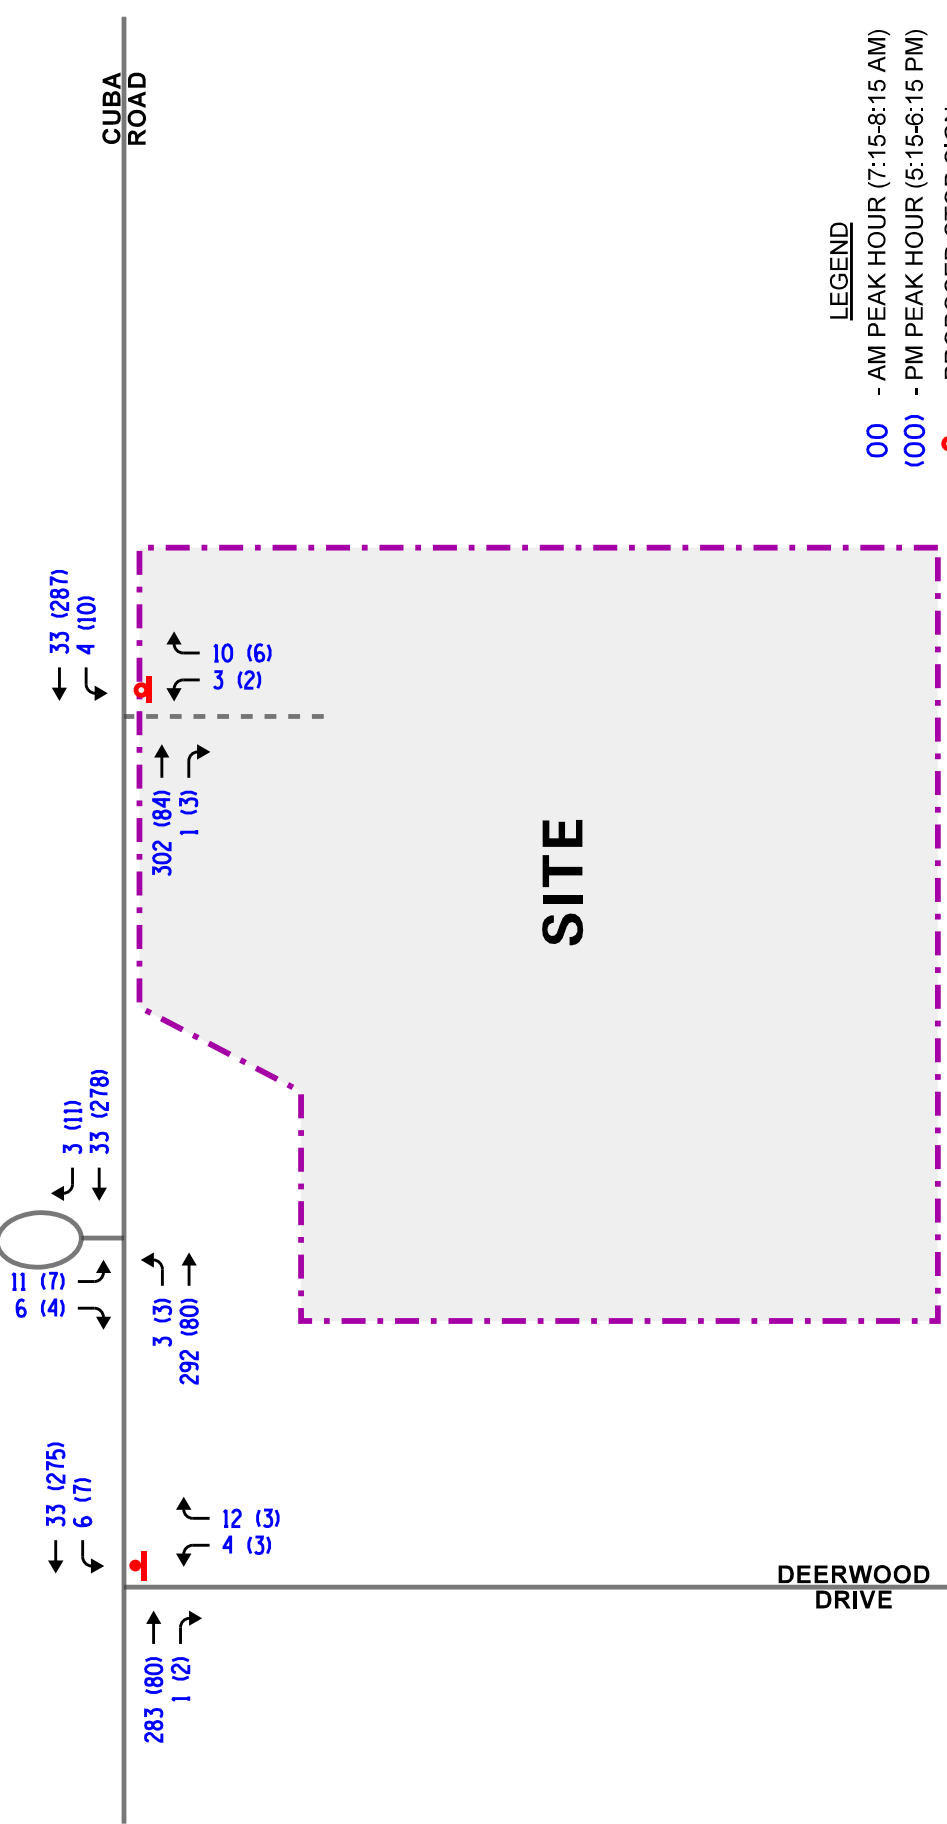 CUBA
ROAD
33 (287)
4 (10)
10 (6)
3 (2)
302 (84)
1 (3)
SITE
3 (11)
33 (278)
11 (7)
6 (4)
3 (3)
292 (80)
33 (275)
6 (7)
12 (3)
4 (3)
283 (80)
1 (2)
DEERWOOD
DRIVE
LEGEND
00 - AM PEAK HOUR (7:15-8:15 AM)
(00) - PM PEAK HOUR (5:15-6:15 PM)